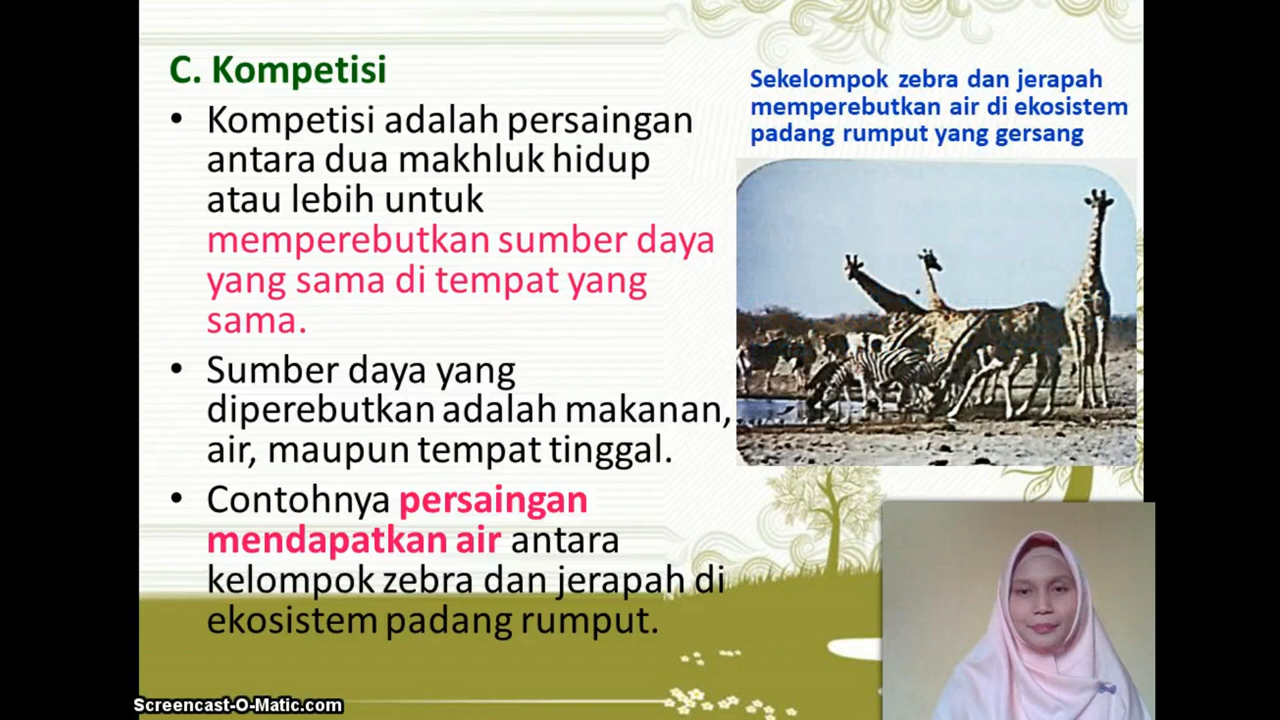 C. Kompetisi
• Kompetisi adalah persaingan
antara dua makhluk hidup
atau lebih untuk
memperebutkan sumber daya
yang sama di tempat yang
sama.
• Sumber daya yang
diperebutkan adalah makanan,
air, maupun tempat tinggal.
• Contohnya persaingan
mendapatkan air antara
kelompok zebra dan jerapah di
ekosistem padang rumput.
Sekelompok zebra dan jerapah
memperebutkan air di ekosistem
padang rumput yang gersang
Screencast-O-Matic.com